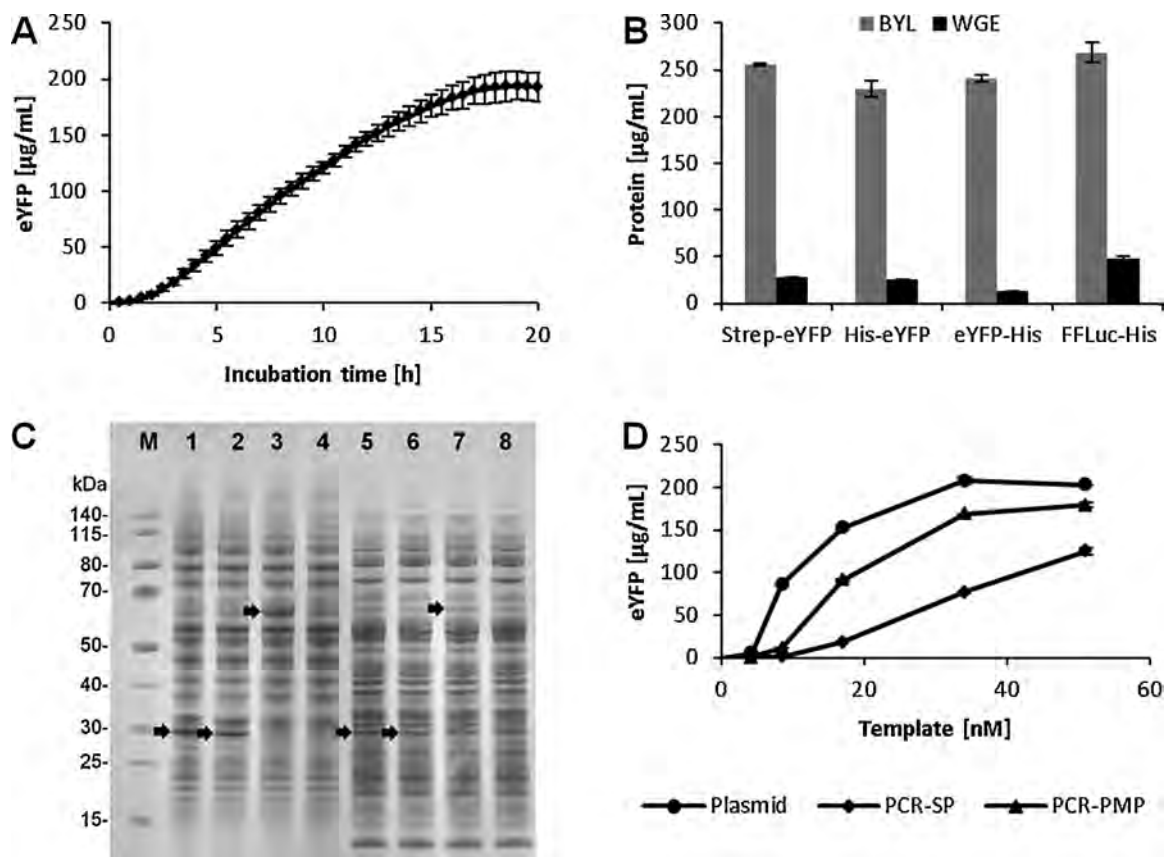 A
eYFP [µg/mL]
250
200
150
100
50
0
0 5 10 15 20
Incubation time [h]
B
BYL WGE
Protein [µg/mL]
300
250
200
150
100
50
0
Strep-eYFP His-eYFP eYFP-His FFLuc-His
C
M 1 2 3 4 5 6 7 8
kDa
140-
115-
80-
70-
50-
40-
30-
25-
15-
D
eYFP [µg/mL]
250
200
150
100
50
0
0 20 40 60
Template [nM]
Plasmid PCR-SP PCR-PMP